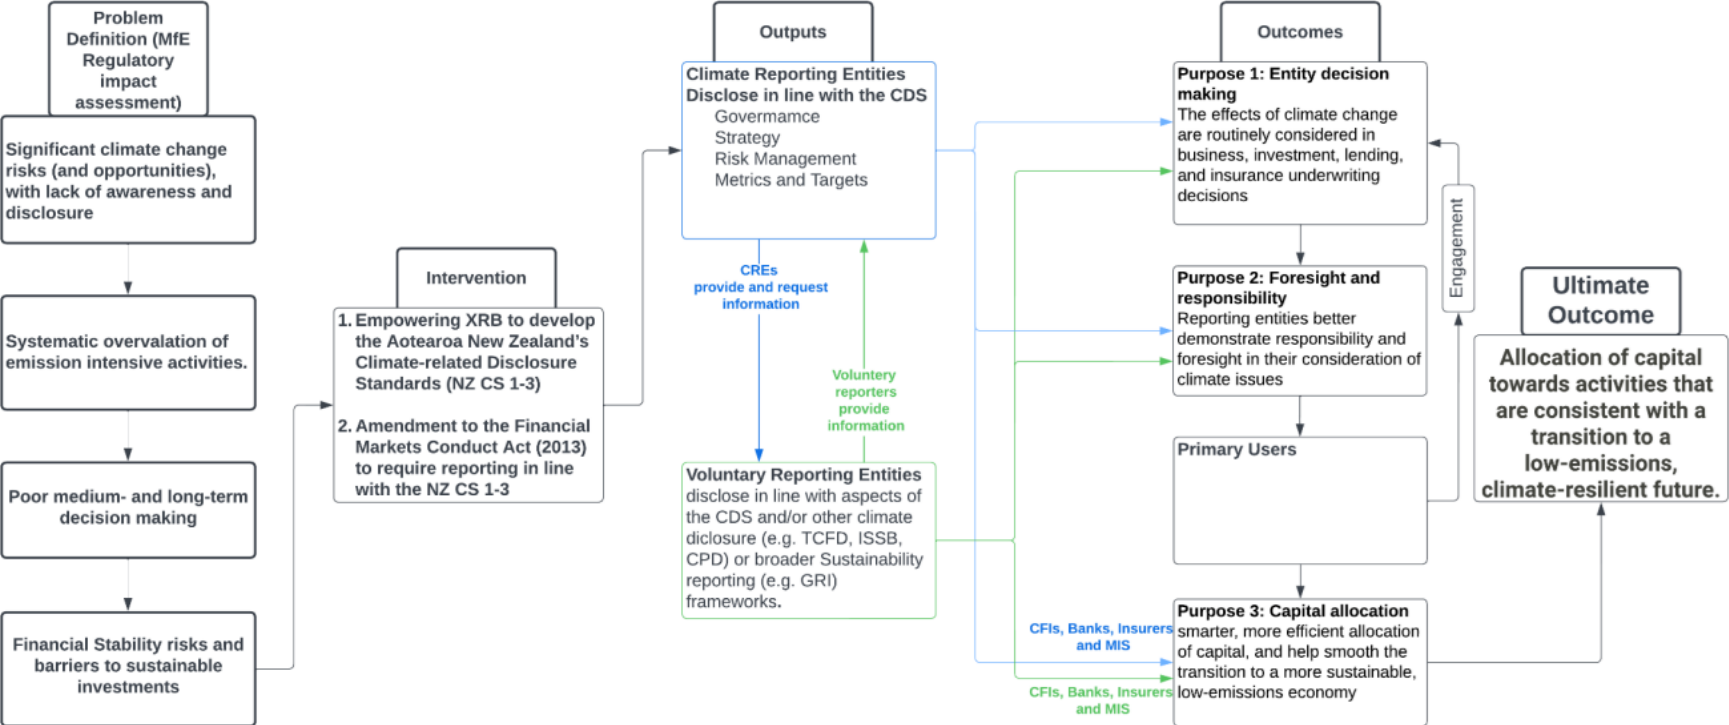 Problem
Definition (MfE
Regulatory
impact
assessment)
Significant climate change
risks (and opportunities),
with lack of awareness and
disclosure
Systematic overvalation of
emission intensive activities.
Poor medium- and long-term
decision making
Financial Stability risks and
barriers to sustainable
investments
Intervention
1. Empowering XRB to develop
the Aotearoa New Zealand's
Climate-related Disclosure
Standards (NZ CS 1-3)
2. Amendment to the Financial
Markets Conduct Act (2013)
to require reporting in line
with the NZ CS 1-3
Outputs
Climate Reporting Entities
Disclose in line with the CDS
Governamce
Strategy
Risk Management
Metrics and Targets
CREs
provide and request
information
Voluntery
reporters
provide
information
Voluntary Reporting Entities
disclose in line with aspects of
the CDS and/or other climate
diclosure (e.g. TCFD, ISSB,
CPD) or broader Sustainability
reporting (e.g. GRI)
frameworks.
Outcomes
Purpose 1: Entity decision
making
The effects of climate change
are routinely considered in
business, investment, lending,
and insurance underwriting
decisions
Purpose 2: Foresight and
responsibility
Reporting entities better
demonstrate responsibility and
foresight in their consideration of
climate issues
Primary Users
Engagement
CFIs, Banks, Insurers
and MIS
CFIs, Banks, Insurers
and MIS
Purpose 3: Capital allocation
smarter, more efficient allocation
of capital, and help smooth the
transition to a more sustainable,
low-emissions economy
Ultimate
Outcome
Allocation of capital
towards activities that
are consistent with a
transition to a
low-emissions,
climate-resilient future.